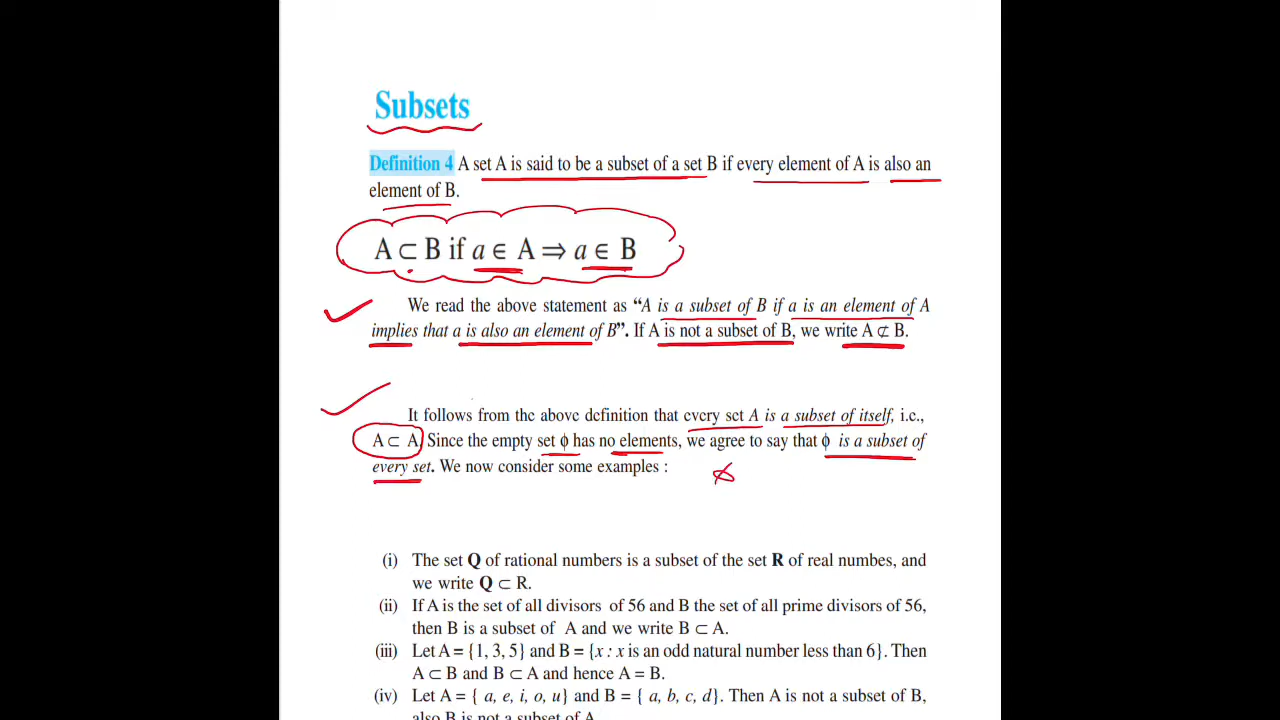 Subsets
Definition 4 A set A is said to be a subset of a set B if every element of A is also an
element of B.
A ⊂ B if a ∈ A ⇒ a ∈ B
We read the above statement as “A is a subset of B if a is an element of A
implies that a is also an element of B”. If A is not a subset of B, we write A ⊄ B.
It follows from the above definition that every set A is a subset of itself, i.e.,
A ⊂ A. Since the empty set φ has no elements, we agree to say that φ is a subset of
every set. We now consider some examples :
φ
(i) The set Q of rational numbers is a subset of the set R of real numbes, and
we write Q ⊂ R.
(ii) If A is the set of all divisors of 56 and B the set of all prime divisors of 56,
then B is a subset of A and we write B ⊂ A.
(iii) Let A = {1, 3, 5} and B = {x : x is an odd natural number less than 6}. Then
A ⊂ B and B ⊂ A and hence A = B.
(iv) Let A = { a, e, i, o, u} and B = { a, b, c, d}. Then A is not a subset of B,
also B is not a subset of A.